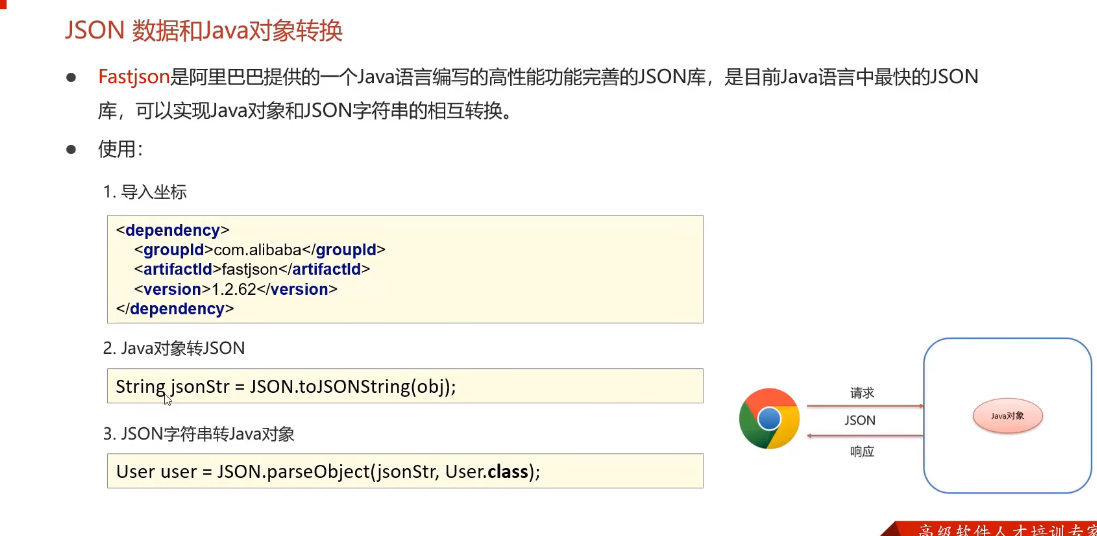 JSON 数据和Java对象转换
Fastjson是阿里巴巴提供的一个Java语言编写的高性能功能完善的JSON库，是目前Java语言中最快的JSON
库，可以实现Java对象和JSON字符串的相互转换。
使用：
1. 导入坐标
<dependency>
<groupId>com.alibaba</groupId>
<artifactId>fastjson</artifactId>
<version>1.2.62</version>
</dependency>
2. Java对象转JSON
String jsonStr = JSON.toJSONString(obj);
3. JSON字符串转Java对象
User user = JSON.parseObject(jsonStr, User.class);
请求
JSON
响应
Java对象
高级软件人才培训专家